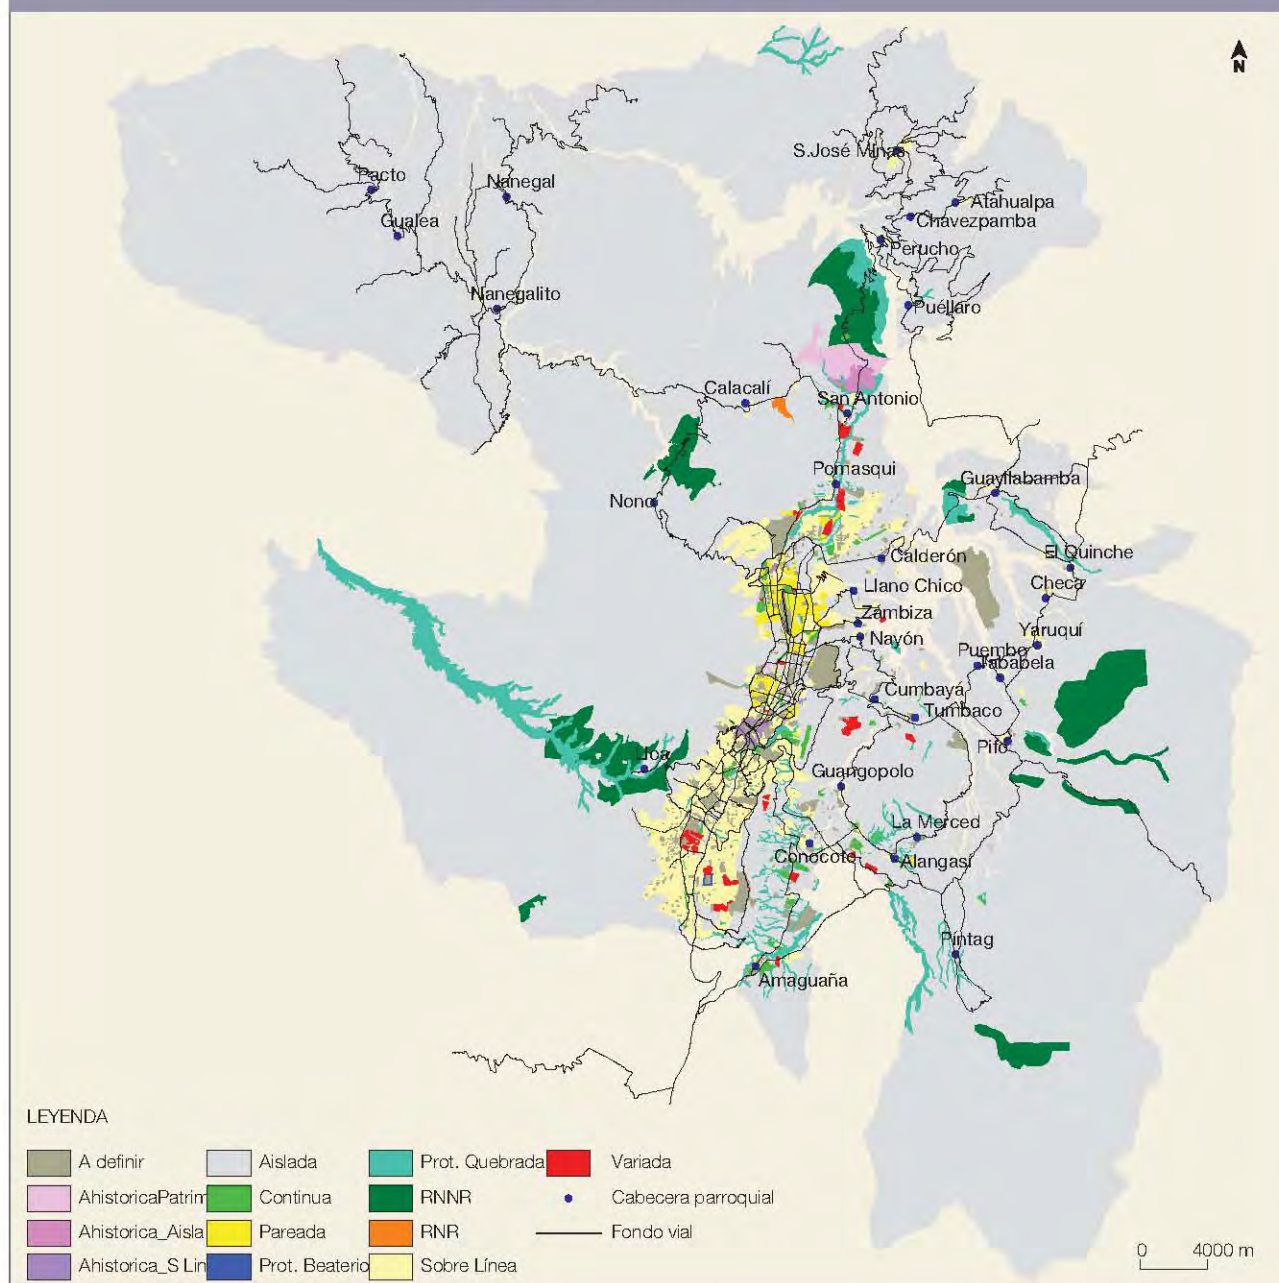 N
S.José Minas
Pacto
Nanegal
Atahualpa
Chavezpamba
Gualea
Perucho
Nanegalito
Puéllaro
Calacalí
San Antonio
Pomasqui
Guayllabamba
Nono
El Quinche
Calderón
Checa
Llano Chico
Zámbiza
Yaruquí
Nayón
Puembo
Tababela
Cumbayá
Tumbaco
Pifo
Lloa
Guangopolo
La Merced
Conocoto
Alangasí
Píntag
Amaguaña
LEYENDA
A definir
Aislada
Prot. Quebrada
Variada
AhistoricaPatrim
Continua
RNNR
Cabecera parroquial
Ahistorica_Aisla
Pareada
RNR
Fondo vial
Ahistorica_S Lin
Prot. Beaterio
Sobre Línea
0 4000 m